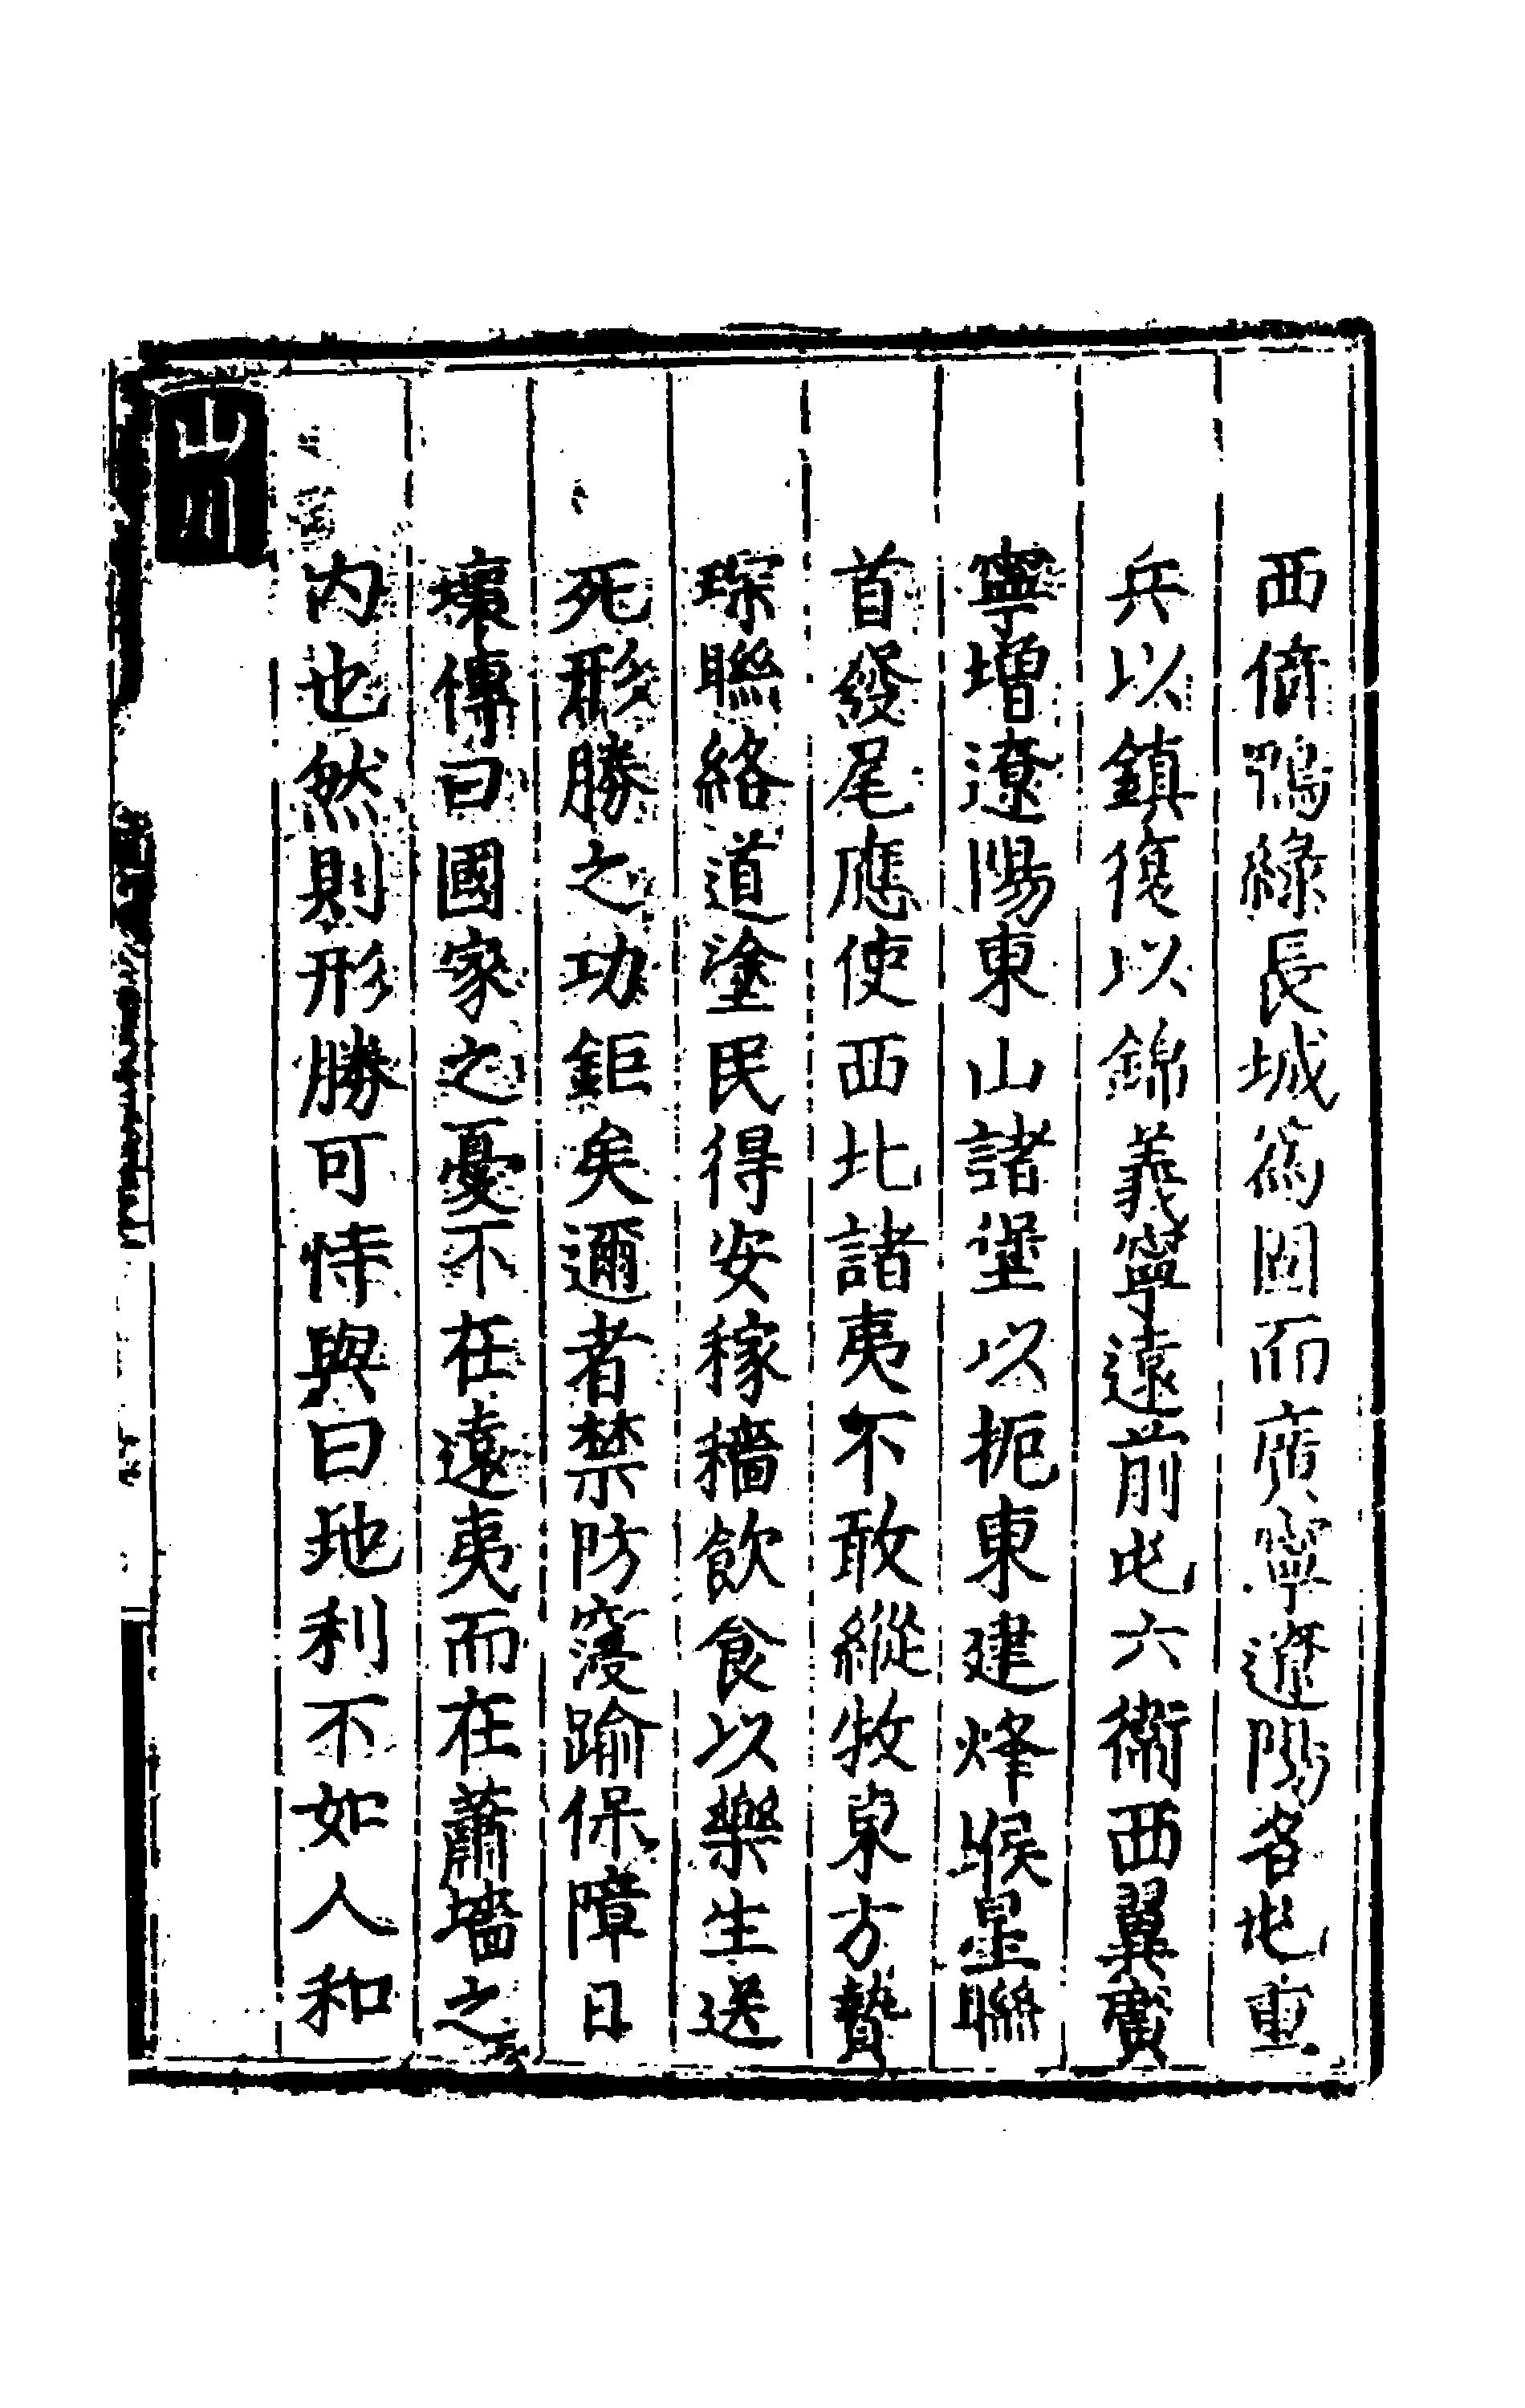 西倚鴨綠長城爲固而廣寧遼陽各屯重
兵以鎮復以錦義寧遠前屯六衛西翼廣
寧增遼陽東山諸堡以扼東建烽堠星聯
首發尾應使西北諸夷不敢縱牧東方贄
琛聯絡道塗民得安稼穡飲食以樂生送
死形勝之功鉅矣邇者禁防寖踰保障日
壞傳曰國家之憂不在遠夷而在蕭墻之
內也然則形勝可恃與曰地利不如人和